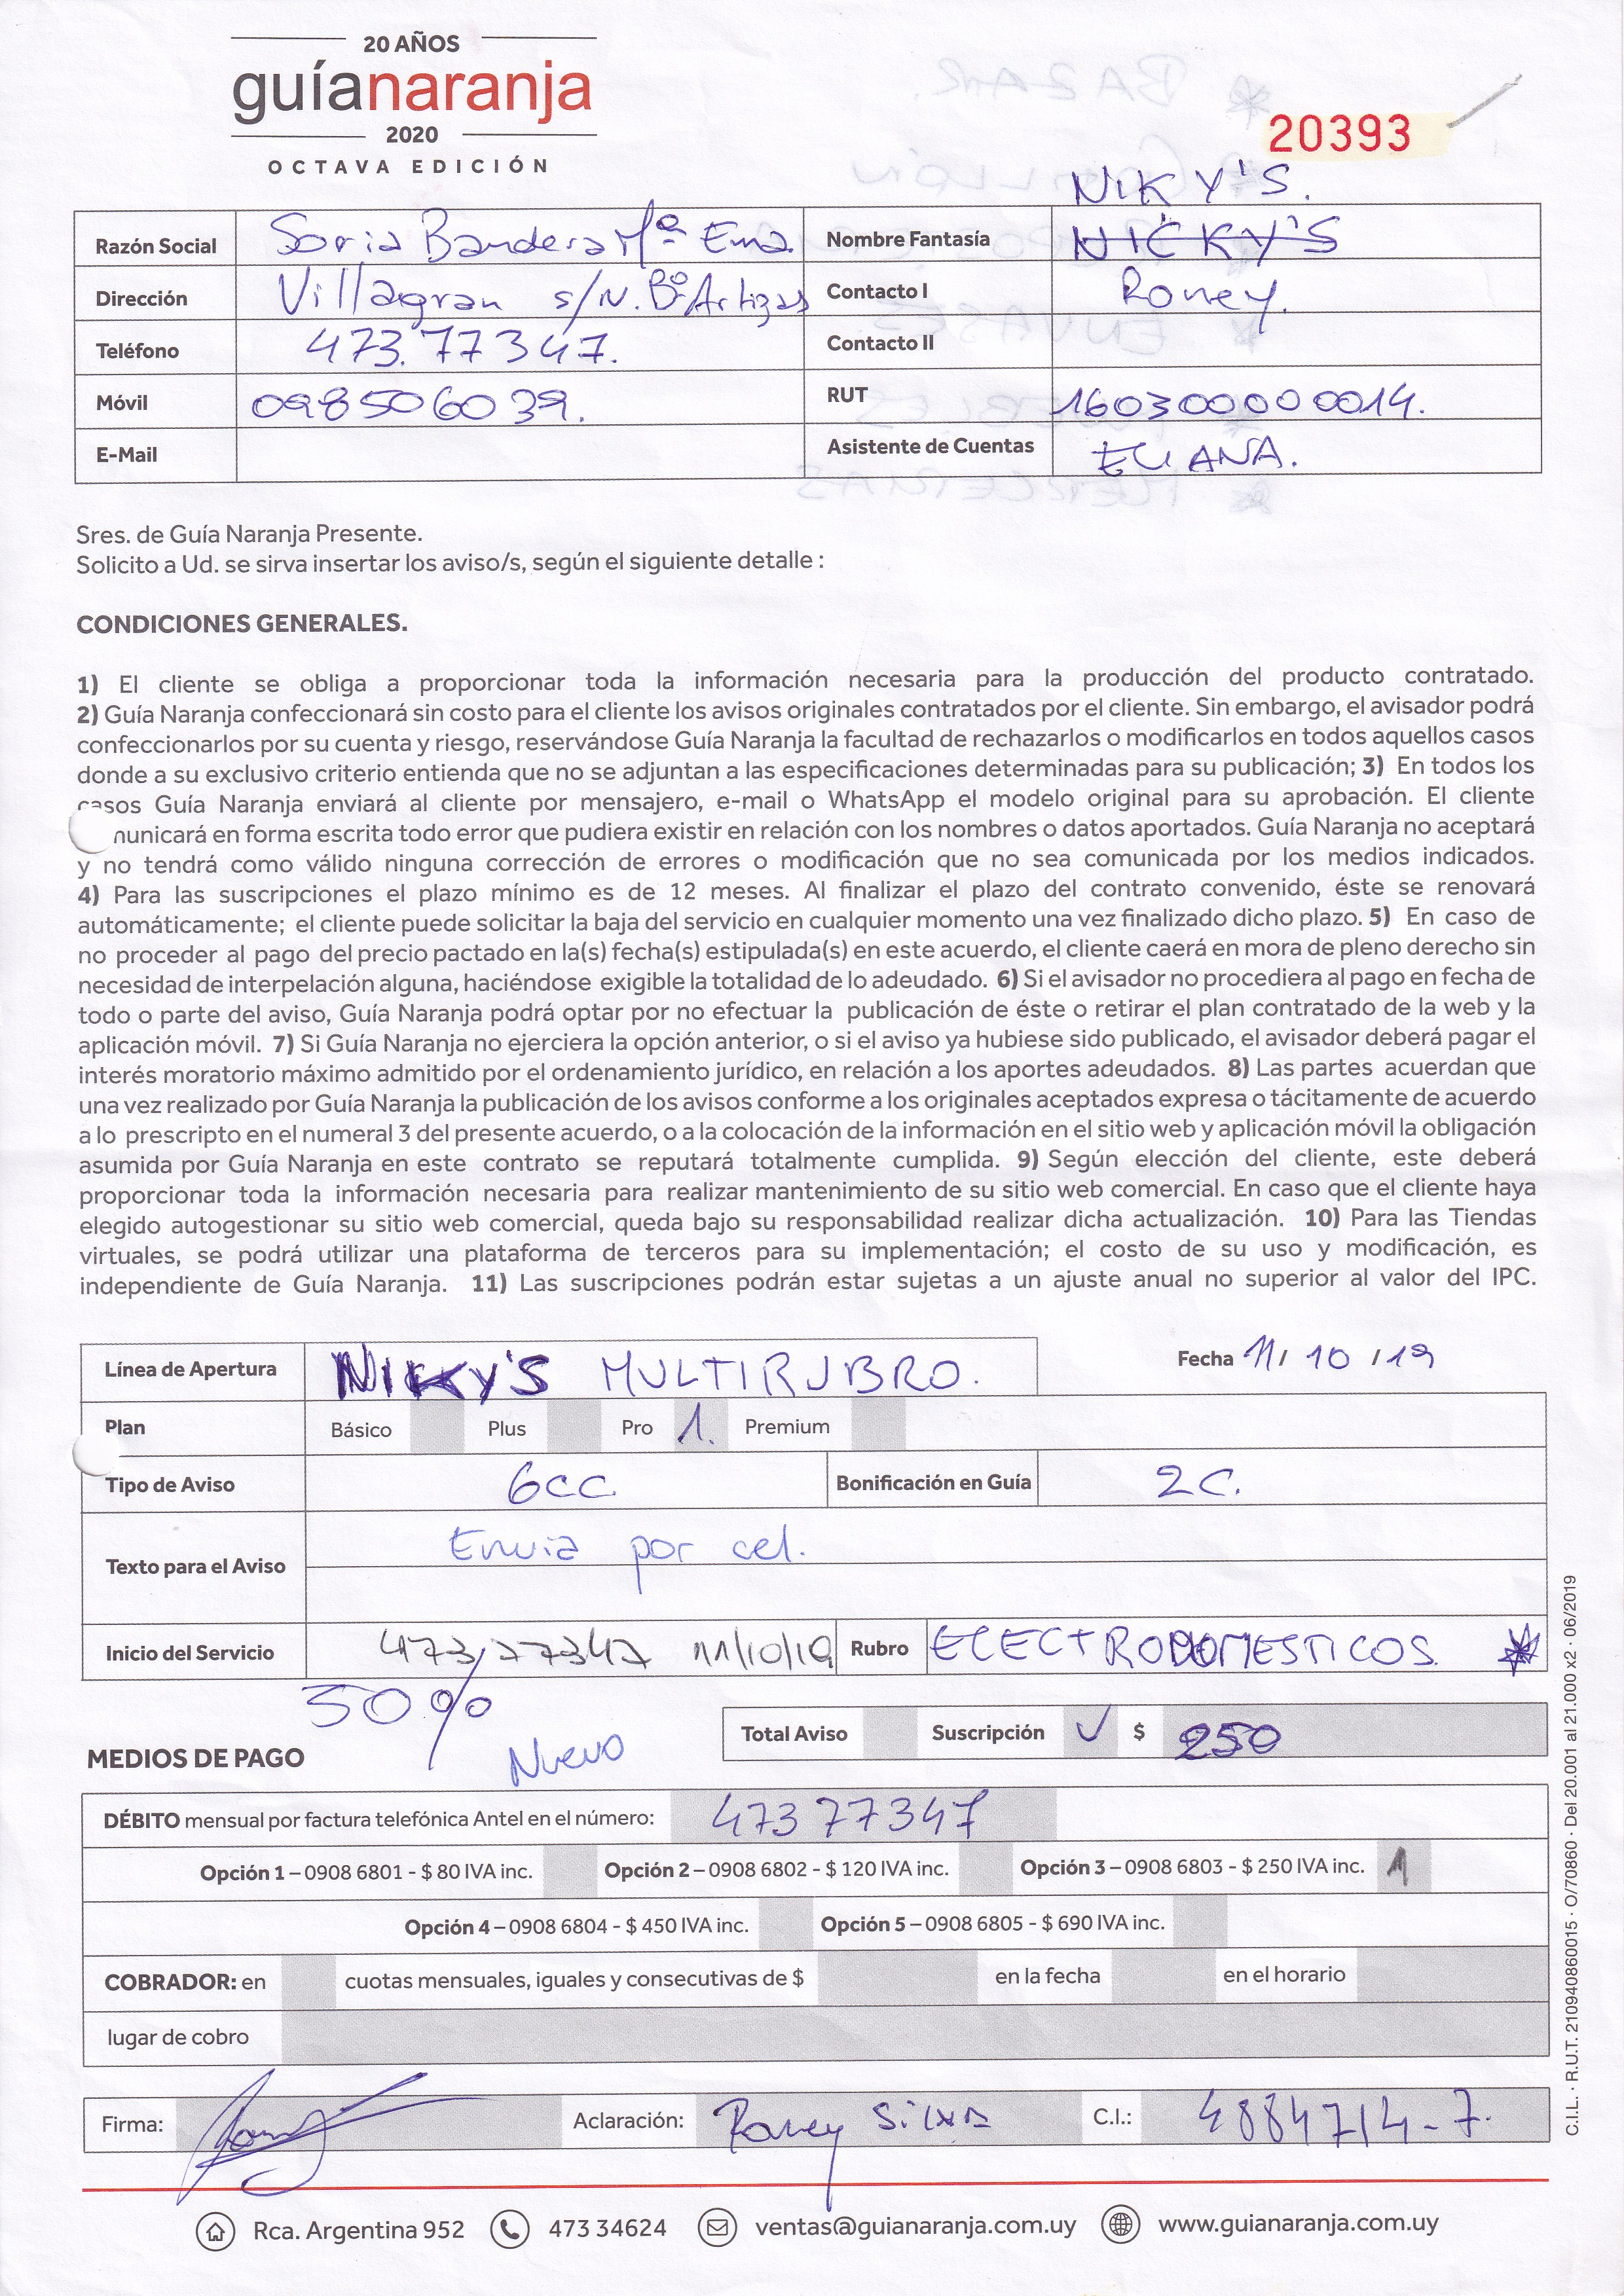 20 AÑOS
guíanaranja
2020
OCTAVA EDICIÓN
20393
NIKY'S.
Razón Social Soria Bandera Mª Ema. Nombre Fantasía NICKY'S
Dirección Villagran s/N. Bº Artigas Contacto I Roney.
Teléfono 473.77347. Contacto II
Móvil 098506039. RUT 160300000014.
E-Mail Asistente de Cuentas ELIANA.
Sres. de Guía Naranja Presente.
Solicito a Ud. se sirva insertar los aviso/s, según el siguiente detalle :
CONDICIONES GENERALES.
1) El cliente se obliga a proporcionar toda la información necesaria para la producción del producto contratado.
2) Guía Naranja confeccionará sin costo para el cliente los avisos originales contratados por el cliente. Sin embargo, el avisador podrá
confeccionarlos por su cuenta y riesgo, reservándose Guía Naranja la facultad de rechazarlos o modificarlos en todos aquellos casos
donde a su exclusivo criterio entienda que no se adjuntan a las especificaciones determinadas para su publicación; 3) En todos los
casos Guía Naranja enviará al cliente por mensajero, e-mail o WhatsApp el modelo original para su aprobación. El cliente
municará en forma escrita todo error que pudiera existir en relación con los nombres o datos aportados. Guía Naranja no aceptará
y no tendrá como válido ninguna corrección de errores o modificación que no sea comunicada por los medios indicados.
4) Para las suscripciones el plazo mínimo es de 12 meses. Al finalizar el plazo del contrato convenido, éste se renovará
automáticamente; el cliente puede solicitar la baja del servicio en cualquier momento una vez finalizado dicho plazo. 5) En caso de
no proceder al pago del precio pactado en la(s) fecha(s) estipulada(s) en este acuerdo, el cliente caerá en mora de pleno derecho sin
necesidad de interpelación alguna, haciéndose exigible la totalidad de lo adeudado. 6) Si el avisador no procediera al pago en fecha de
todo o parte del aviso, Guía Naranja podrá optar por no efectuar la publicación de éste o retirar el plan contratado de la web y la
aplicación móvil. 7) Si Guía Naranja no ejerciera la opción anterior, o si el aviso ya hubiese sido publicado, el avisador deberá pagar el
interés moratorio máximo admitido por el ordenamiento jurídico, en relación a los aportes adeudados. 8) Las partes acuerdan que
una vez realizado por Guía Naranja la publicación de los avisos conforme a los originales aceptados expresa o tácitamente de acuerdo
a lo prescripto en el numeral 3 del presente acuerdo, o a la colocación de la información en el sitio web y aplicación móvil la obligación
asumida por Guía Naranja en este contrato se reputará totalmente cumplida. 9) Según elección del cliente, este deberá
proporcionar toda la información necesaria para realizar mantenimiento de su sitio web comercial. En caso que el cliente haya
elegido autogestionar su sitio web comercial, queda bajo su responsabilidad realizar dicha actualización. 10) Para las Tiendas
virtuales, se podrá utilizar una plataforma de terceros para su implementación; el costo de su uso y modificación, es
independiente de Guía Naranja. 11) Las suscripciones podrán estar sujetas a un ajuste anual no superior al valor del IPC.
Línea de Apertura NIKKY'S MULTIRUBRO. Fecha 11/ 10 /19
Plan Básico Plus Pro 1. Premium
Tipo de Aviso 6CC. Bonificación en Guía 2C.
Texto para el Aviso Envia por cel.
Inicio del Servicio 473/77347 11/10/19 Rubro ELECTRODOMESTICOS *
50%
Nuevo
Total Aviso Suscripción ✓ $ 250
MEDIOS DE PAGO
DÉBITO mensual por factura telefónica Antel en el número: 47377347
Opción 1 – 0908 6801 - $ 80 IVA inc. Opción 2 – 0908 6802 - $ 120 IVA inc. Opción 3 – 0908 6803 - $ 250 IVA inc. 1
Opción 4 – 0908 6804 - $ 450 IVA inc. Opción 5 – 0908 6805 - $ 690 IVA inc.
COBRADOR: en cuotas mensuales, iguales y consecutivas de $ en la fecha en el horario
lugar de cobro
Firma: Aclaración: Roney Silva C.I.: 4884714-7.
C.I.L. · R.U.T. 210940860015 · O/70860 · Del 20.001 al 21.000 x2 · 06/2019
Rca. Argentina 952 473 34624 ventas@guianaranja.com.uy www.guianaranja.com.uy